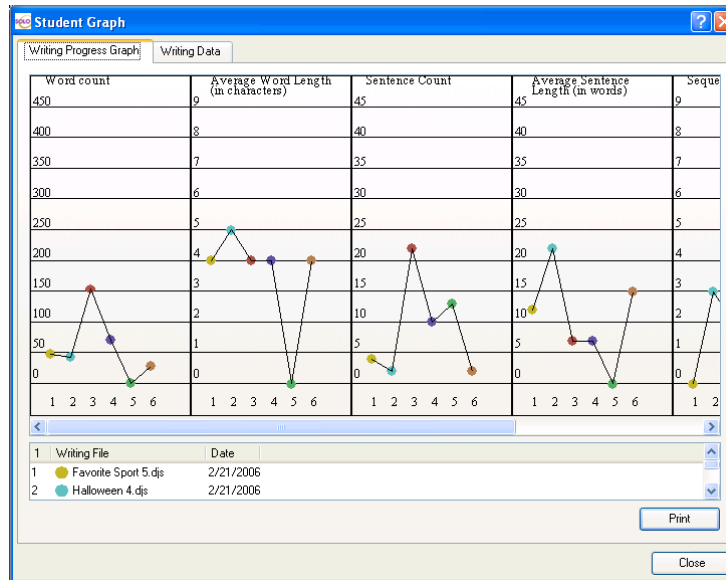 SOLO Student Graph
Writing Progress Graph Writing Data
Word count
450
400
350
300
250
200
150
100
50
0
1 2 3 4 5 6
Average Word Length
(in characters)
9
8
7
6
5
4
3
2
1
0
1 2 3 4 5 6
Sentence Count
45
40
35
30
25
20
15
10
5
0
1 2 3 4 5 6
Average Sentence
Length (in words)
45
40
35
30
25
20
15
10
5
0
1 2 3 4 5 6
Seque
9
8
7
6
5
4
3
2
1
0
1 2
1 Writing File Date
1 Favorite Sport 5.djs 2/21/2006
2 Halloween 4.djs 2/21/2006
Print
Close